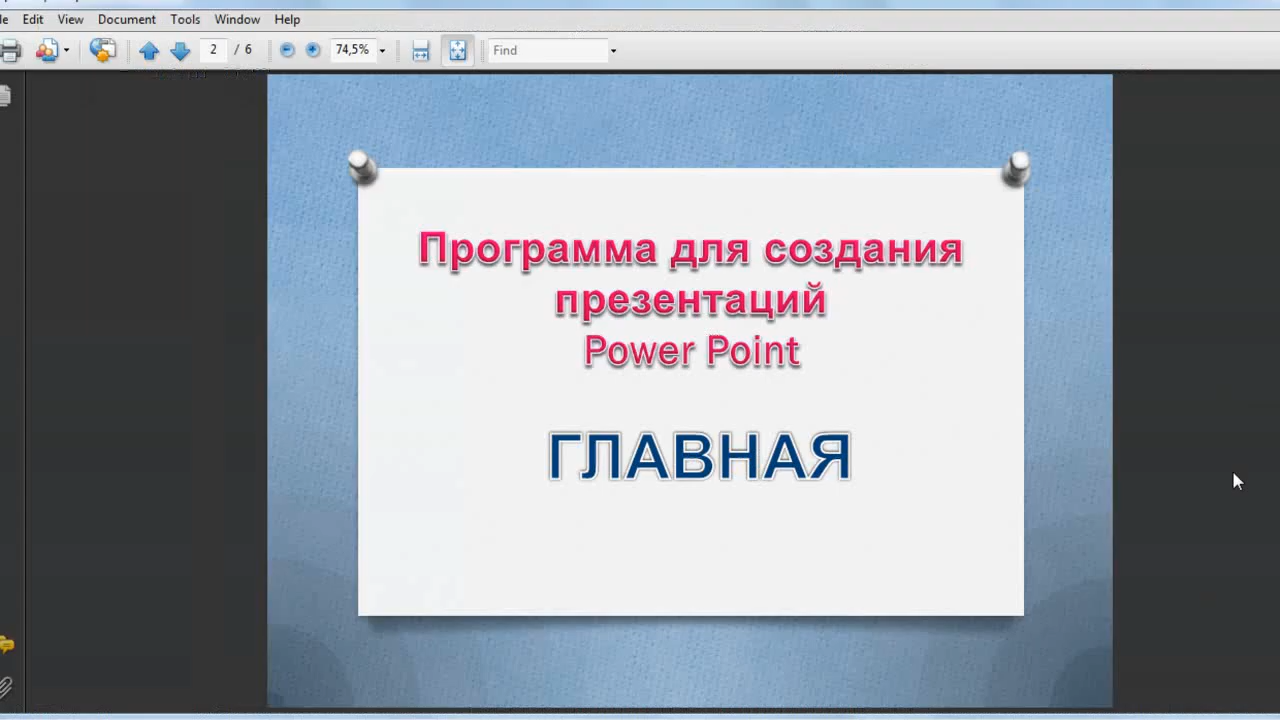 Edit View Document Tools Window Help
2 / 6 74,5% Find
Программа для создания
презентаций
Power Point
ГЛАВНАЯ